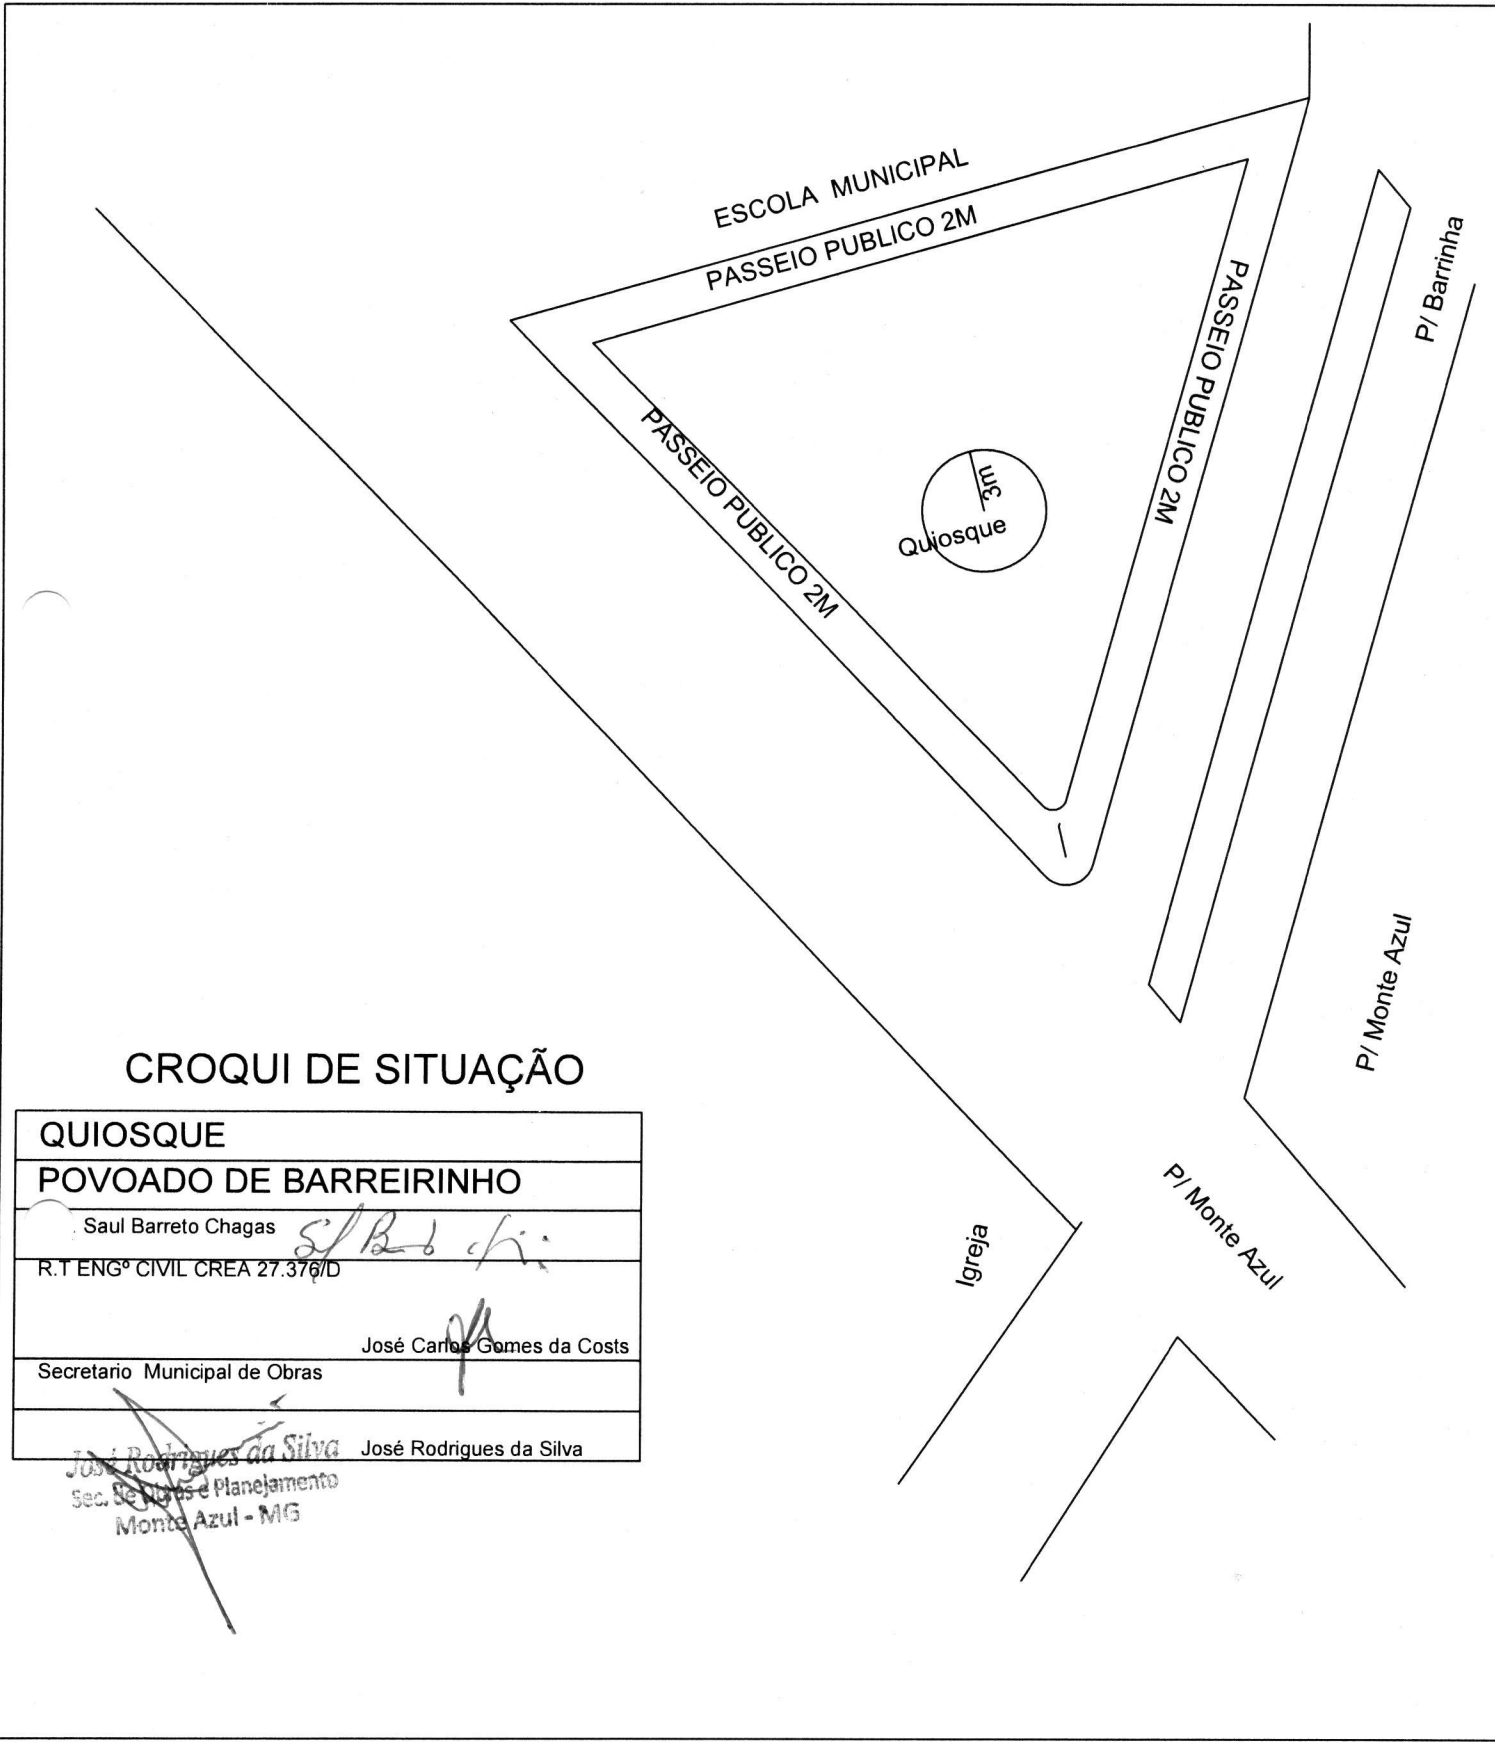 ESCOLA MUNICIPAL
PASSEIO PUBLICO 2M
PASSEIO PUBLICO 2M
P/ Barrinha
PASSEIO PUBLICO 2M
3m
Quiosque
P/ Monte Azul
P/ Monte Azul
Igreja
CROQUI DE SITUAÇÃO
QUIOSQUE
POVOADO DE BARREIRINHO
Saul Barreto Chagas
R.T ENGº CIVIL CREA 27.376/D
José Carlos Gomes da Costs
Secretario Municipal de Obras
José Rodrigues da Silva
José Rodrigues da Silva
Sec. de Obras e Planejamento
Monte Azul - MG